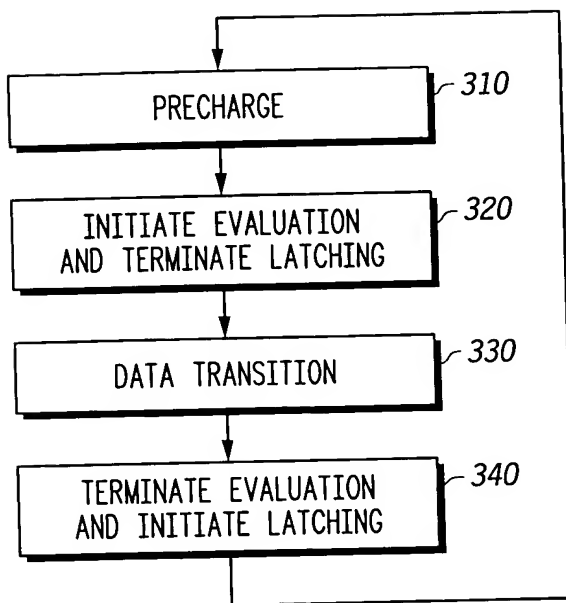 PRECHARGE
310
INITIATE EVALUATION
AND TERMINATE LATCHING
320
DATA TRANSITION
330
TERMINATE EVALUATION
AND INITIATE LATCHING
340